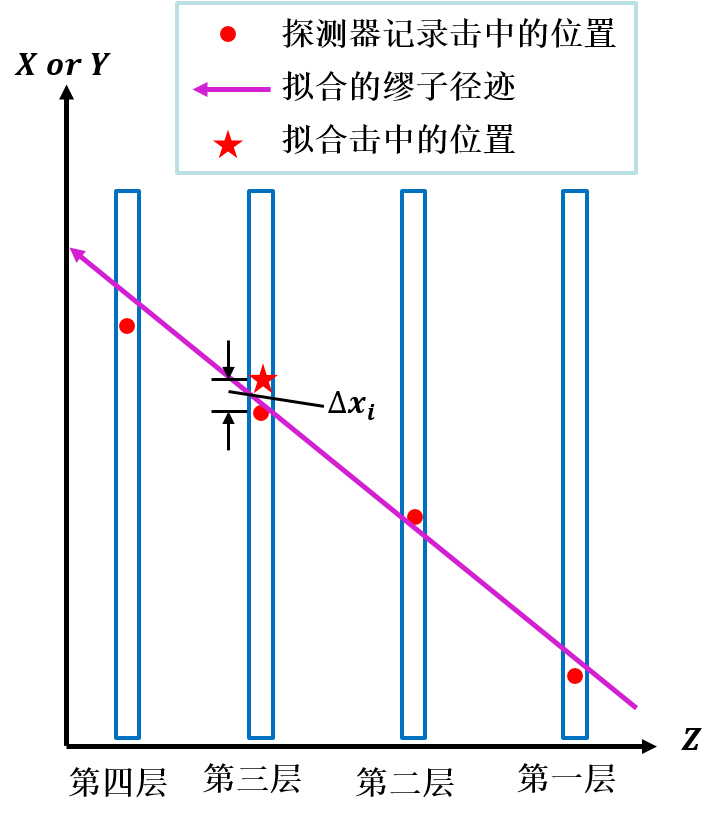 探测器记录击中的位置
拟合的缪子径迹
拟合击中的位置
X or Y
Δxᵢ
Z
第四层 第三层 第二层 第一层